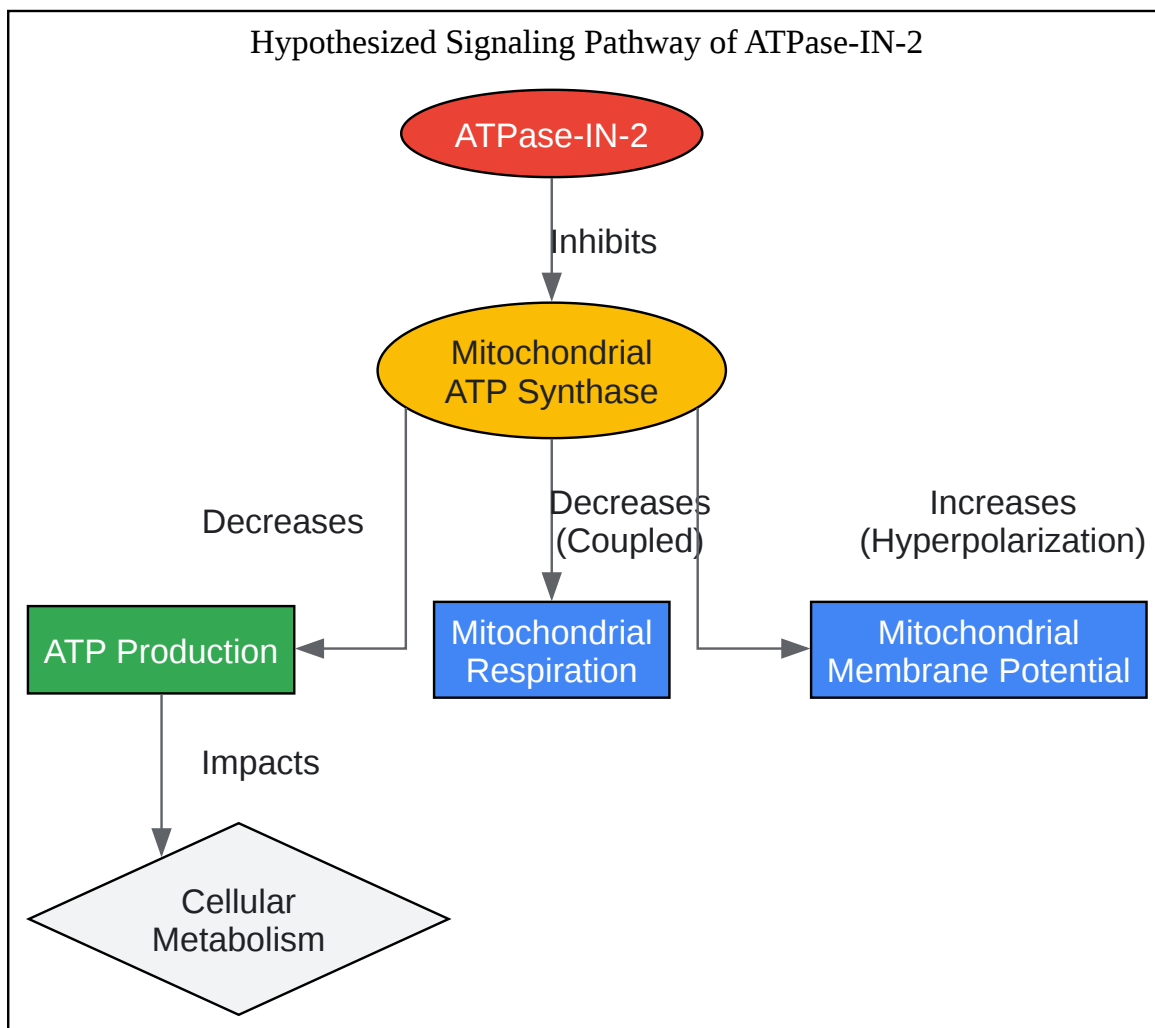 Hypothesized Signaling Pathway of ATPase-IN-2
ATPase-IN-2
Inhibits
Mitochondrial
ATP Synthase
Decreases
Decreases
(Coupled)
Increases
(Hyperpolarization)
ATP Production
Mitochondrial
Respiration
Mitochondrial
Membrane Potential
Impacts
Cellular
Metabolism